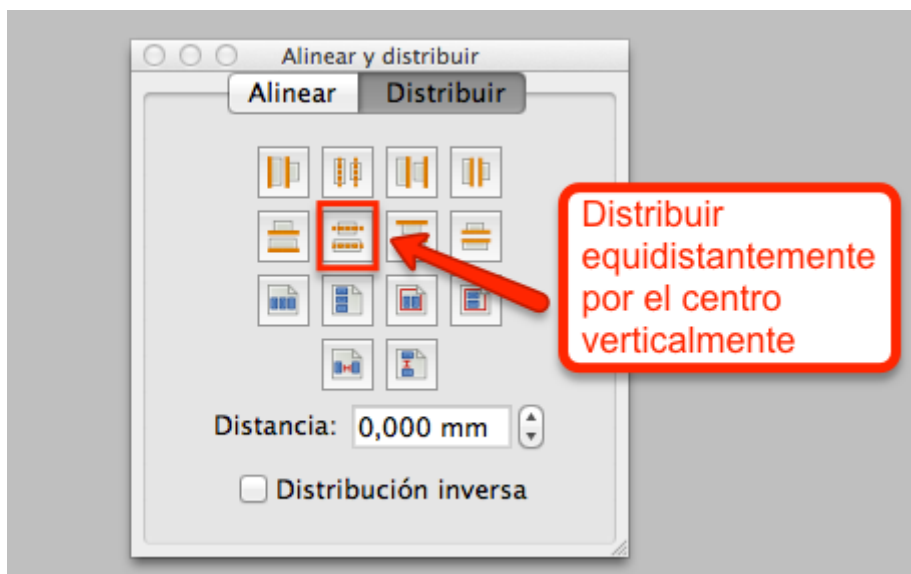 Alinear y distribuir
Alinear
Distribuir
Distribuir
equidistantemente
por el centro
verticalmente
Distancia: 0,000 mm
Distribución inversa